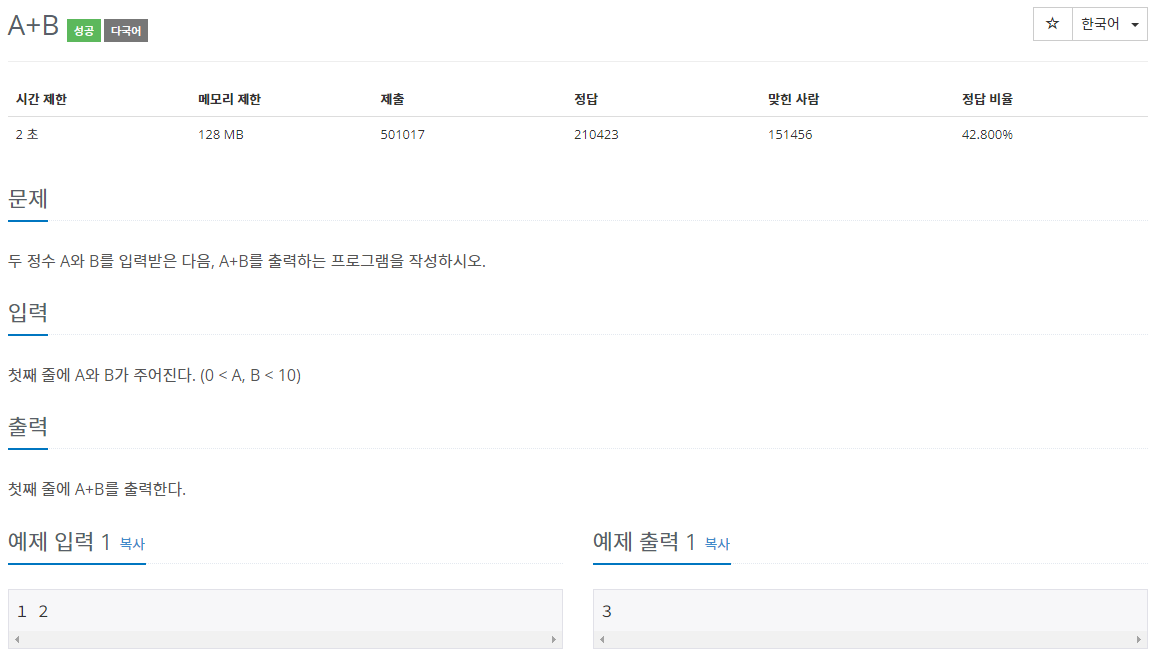 A+B 성공 다국어 ☆ 한국어
시간 제한 메모리 제한 제출 정답 맞힌 사람 정답 비율
2 초 128 MB 501017 210423 151456 42.800%
문제
두 정수 A와 B를 입력받은 다음, A+B를 출력하는 프로그램을 작성하시오.
입력
첫째 줄에 A와 B가 주어진다. (0 < A, B < 10)
출력
첫째 줄에 A+B를 출력한다.
예제 입력 1 복사
1 2
예제 출력 1 복사
3